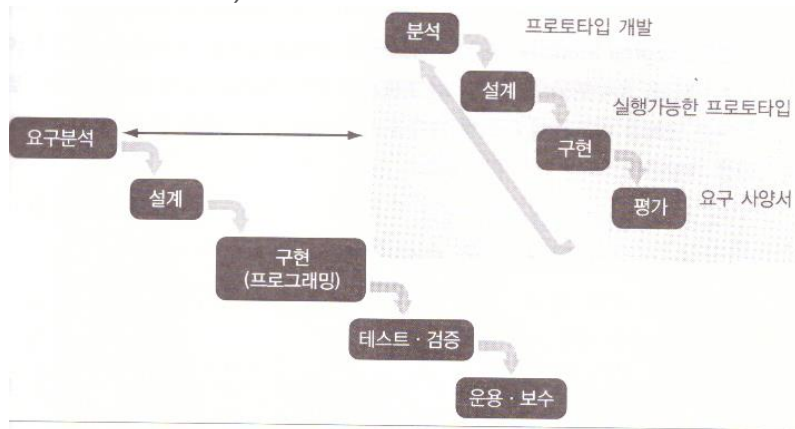 분석
프로토타입 개발
설계
실행가능한 프로토타입
요구분석
구현
설계
평가
요구 사양서
구현
(프로그래밍)
테스트 · 검증
운용 · 보수